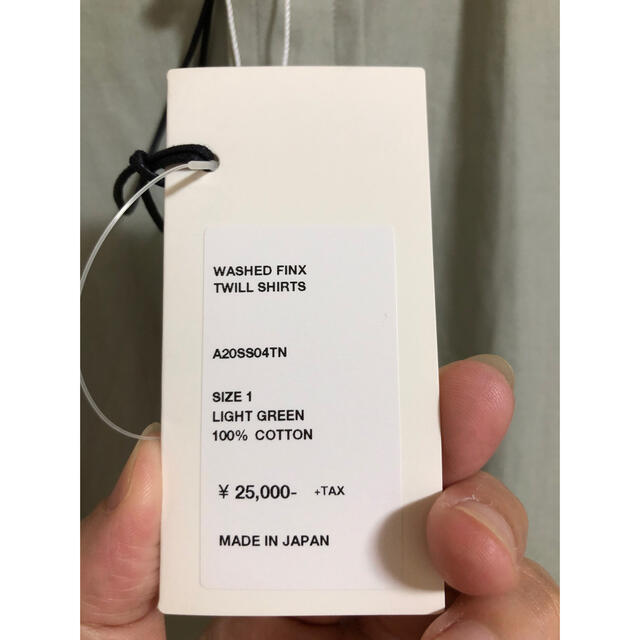 WASHED FINX
TWILL SHIRTS
A20SS04TN
SIZE 1
LIGHT GREEN
100% COTTON
¥ 25,000- +TAX
MADE IN JAPAN